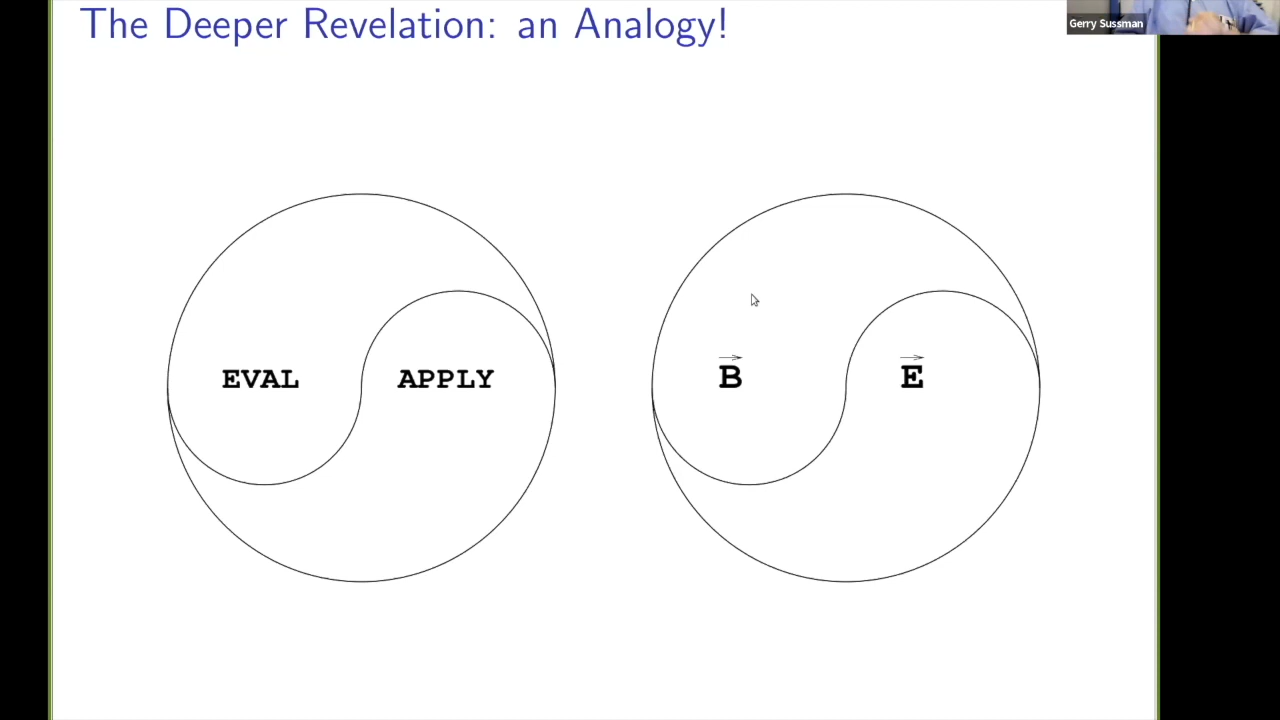 The Deeper Revelation: an Analogy!
Gerry Sussman
EVAL
APPLY
B
E